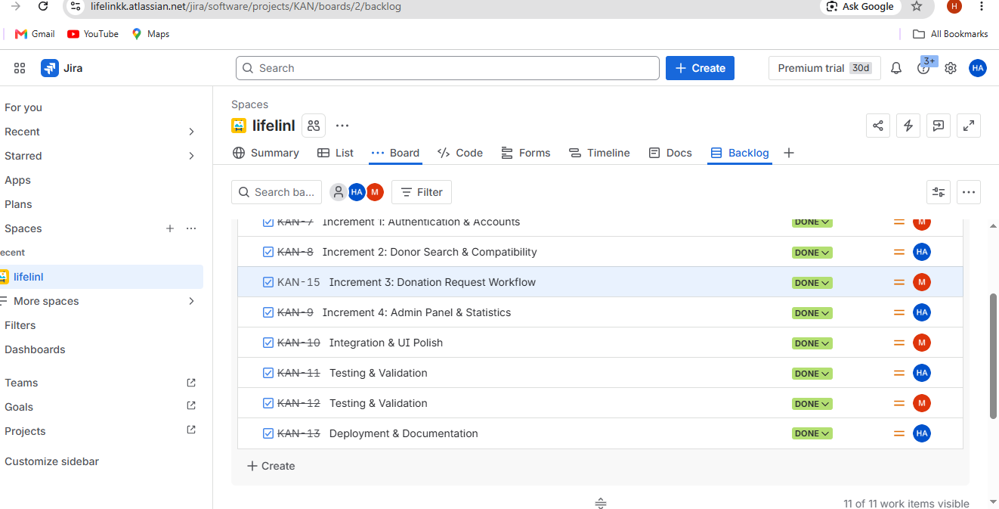 lifelinkk.atlassian.net/jira/software/projects/KAN/boards/2/backlog
Ask Google
H
Gmail
YouTube
Maps
All Bookmarks
Jira
Search
Create
Premium trial 30d
3+
HA
For you
Recent
Starred
Apps
Plans
Spaces
ecent
lifelinl
More spaces
Filters
Dashboards
Teams
Goals
Projects
Customize sidebar
Spaces
lifelinl
Summary
List
Board
Code
Forms
Timeline
Docs
Backlog
Search ba...
HA
M
Filter
KAN-7 Increment 1: Authentication & Accounts DONE M
KAN-8 Increment 2: Donor Search & Compatibility DONE HA
KAN-15 Increment 3: Donation Request Workflow DONE M
KAN-9 Increment 4: Admin Panel & Statistics DONE HA
KAN-10 Integration & UI Polish DONE M
KAN-11 Testing & Validation DONE HA
KAN-12 Testing & Validation DONE M
KAN-13 Deployment & Documentation DONE HA
Create
11 of 11 work items visible